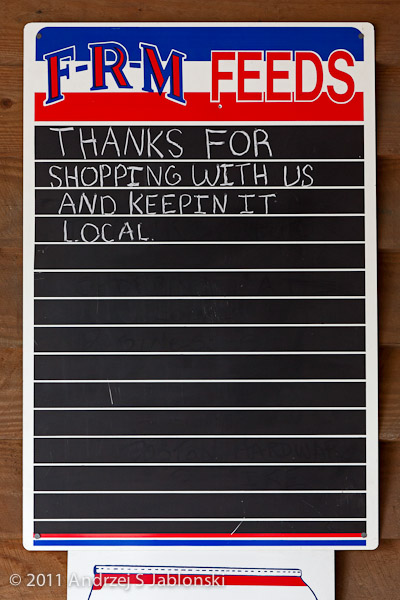 F-R-M FEEDS
THANKS FOR
SHOPPING WITH US
AND KEEPIN IT
LOCAL.
© 2011 Andrzej S Jablonski